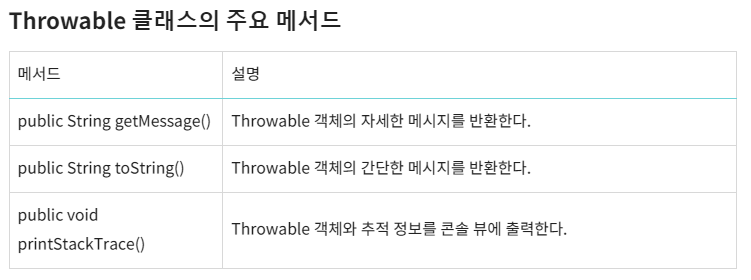 Throwable 클래스의 주요 메서드
메서드 설명
public String getMessage() Throwable 객체의 자세한 메시지를 반환한다.
public String toString() Throwable 객체의 간단한 메시지를 반환한다.
public void
printStackTrace()
Throwable 객체와 추적 정보를 콘솔 뷰에 출력한다.